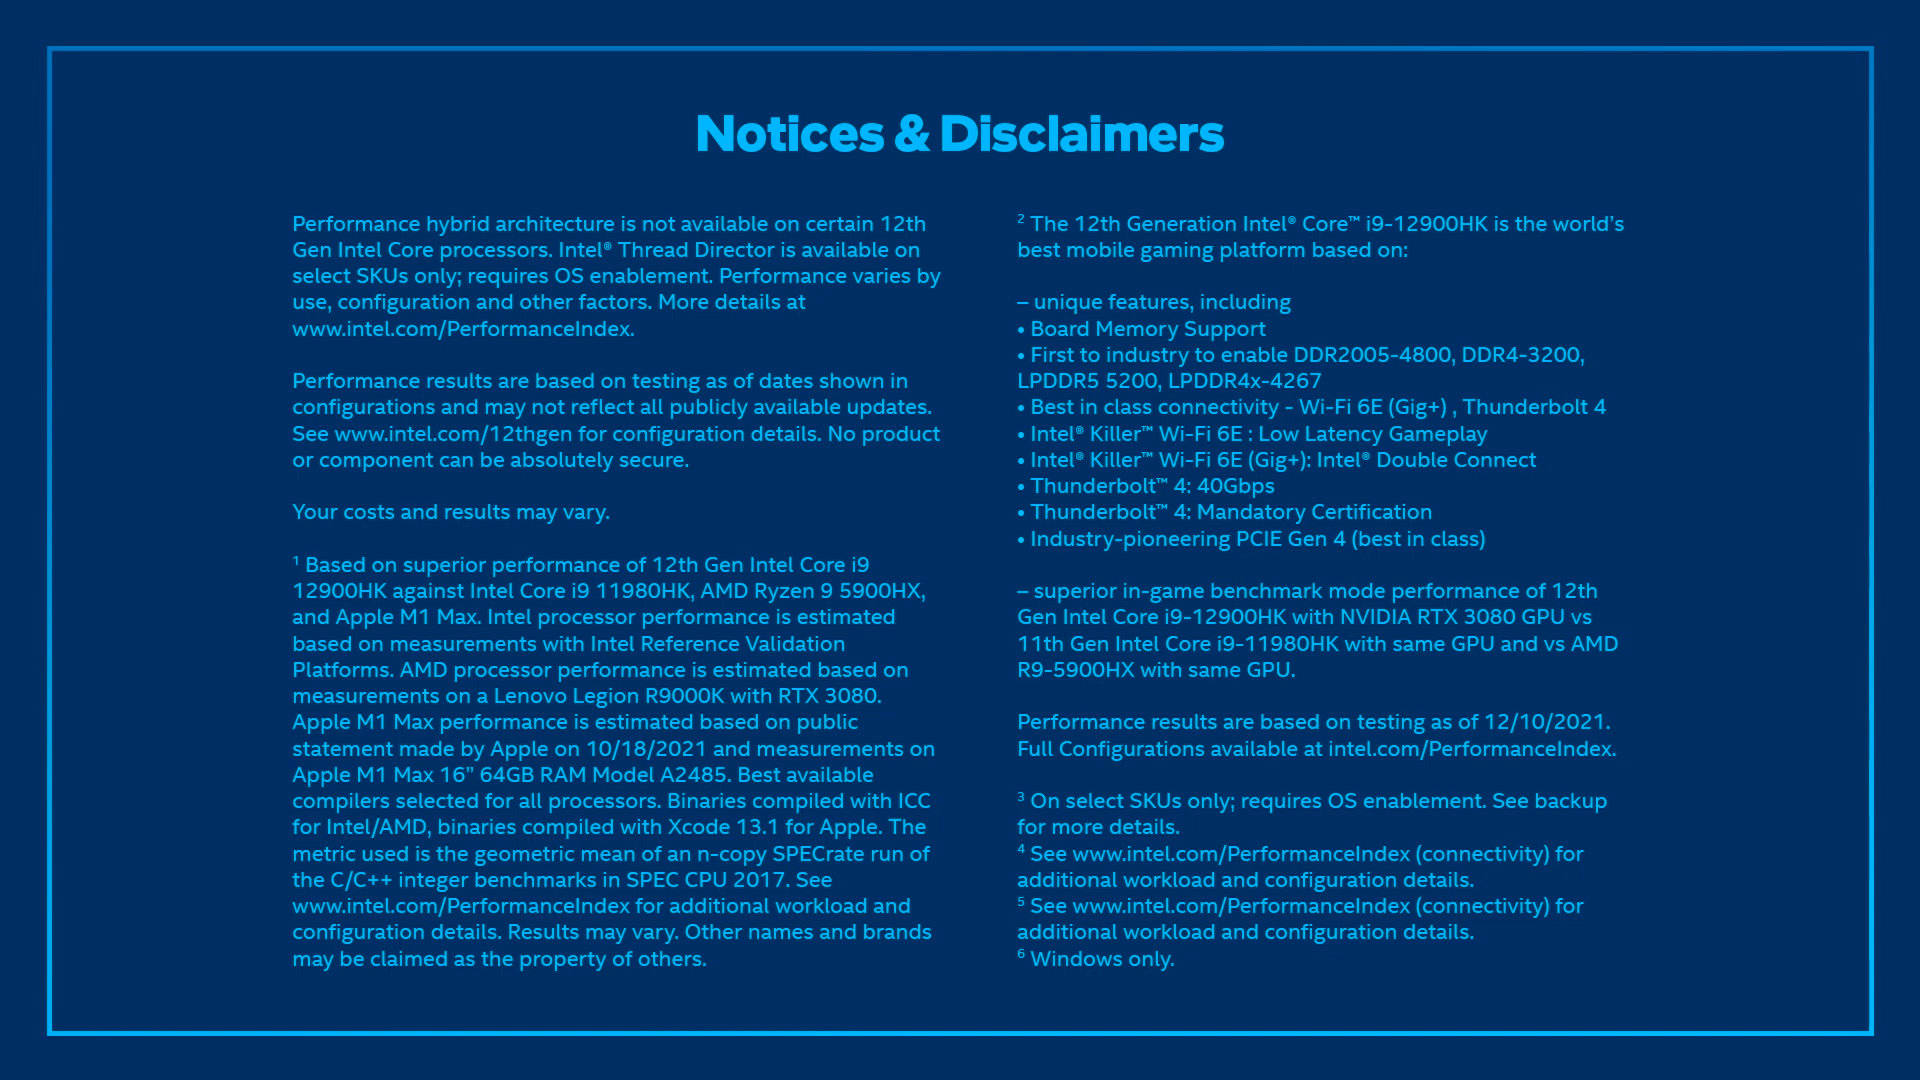 Notices & Disclaimers
Performance hybrid architecture is not available on certain 12th
Gen Intel Core processors. Intel® Thread Director is available on
select SKUs only; requires OS enablement. Performance varies by
use, configuration and other factors. More details at
www.intel.com/PerformanceIndex.
Performance results are based on testing as of dates shown in
configurations and may not reflect all publicly available updates.
See www.intel.com/12thgen for configuration details. No product
or component can be absolutely secure.
Your costs and results may vary.
¹ Based on superior performance of 12th Gen Intel Core i9
12900HK against Intel Core i9 11980HK, AMD Ryzen 9 5900HX,
and Apple M1 Max. Intel processor performance is estimated
based on measurements with Intel Reference Validation
Platforms. AMD processor performance is estimated based on
measurements on a Lenovo Legion R9000K with RTX 3080.
Apple M1 Max performance is estimated based on public
statement made by Apple on 10/18/2021 and measurements on
Apple M1 Max 16” 64GB RAM Model A2485. Best available
compilers selected for all processors. Binaries compiled with ICC
for Intel/AMD, binaries compiled with Xcode 13.1 for Apple. The
metric used is the geometric mean of an n-copy SPECrate run of
the C/C++ integer benchmarks in SPEC CPU 2017. See
www.intel.com/PerformanceIndex for additional workload and
configuration details. Results may vary. Other names and brands
may be claimed as the property of others.
² The 12th Generation Intel® Core™ i9-12900HK is the world’s
best mobile gaming platform based on:
– unique features, including
• Board Memory Support
• First to industry to enable DDR2005-4800, DDR4-3200,
LPDDR5 5200, LPDDR4x-4267
• Best in class connectivity - Wi-Fi 6E (Gig+) , Thunderbolt 4
• Intel® Killer™ Wi-Fi 6E : Low Latency Gameplay
• Intel® Killer™ Wi-Fi 6E (Gig+): Intel® Double Connect
• Thunderbolt™ 4: 40Gbps
• Thunderbolt™ 4: Mandatory Certification
• Industry-pioneering PCIE Gen 4 (best in class)
– superior in-game benchmark mode performance of 12th
Gen Intel Core i9-12900HK with NVIDIA RTX 3080 GPU vs
11th Gen Intel Core i9-11980HK with same GPU and vs AMD
R9-5900HX with same GPU.
Performance results are based on testing as of 12/10/2021.
Full Configurations available at intel.com/PerformanceIndex.
³ On select SKUs only; requires OS enablement. See backup
for more details.
⁴ See www.intel.com/PerformanceIndex (connectivity) for
additional workload and configuration details.
⁵ See www.intel.com/PerformanceIndex (connectivity) for
additional workload and configuration details.
⁶ Windows only.